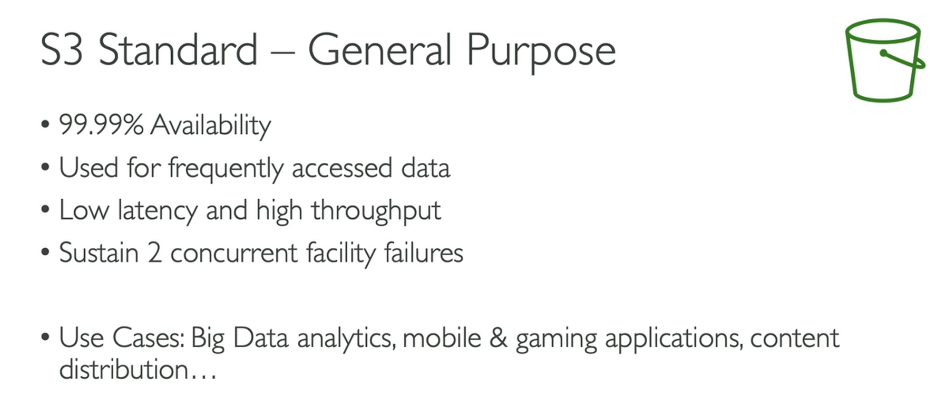 S3 Standard – General Purpose
• 99.99% Availability
• Used for frequently accessed data
• Low latency and high throughput
• Sustain 2 concurrent facility failures
• Use Cases: Big Data analytics, mobile & gaming applications, content
distribution…